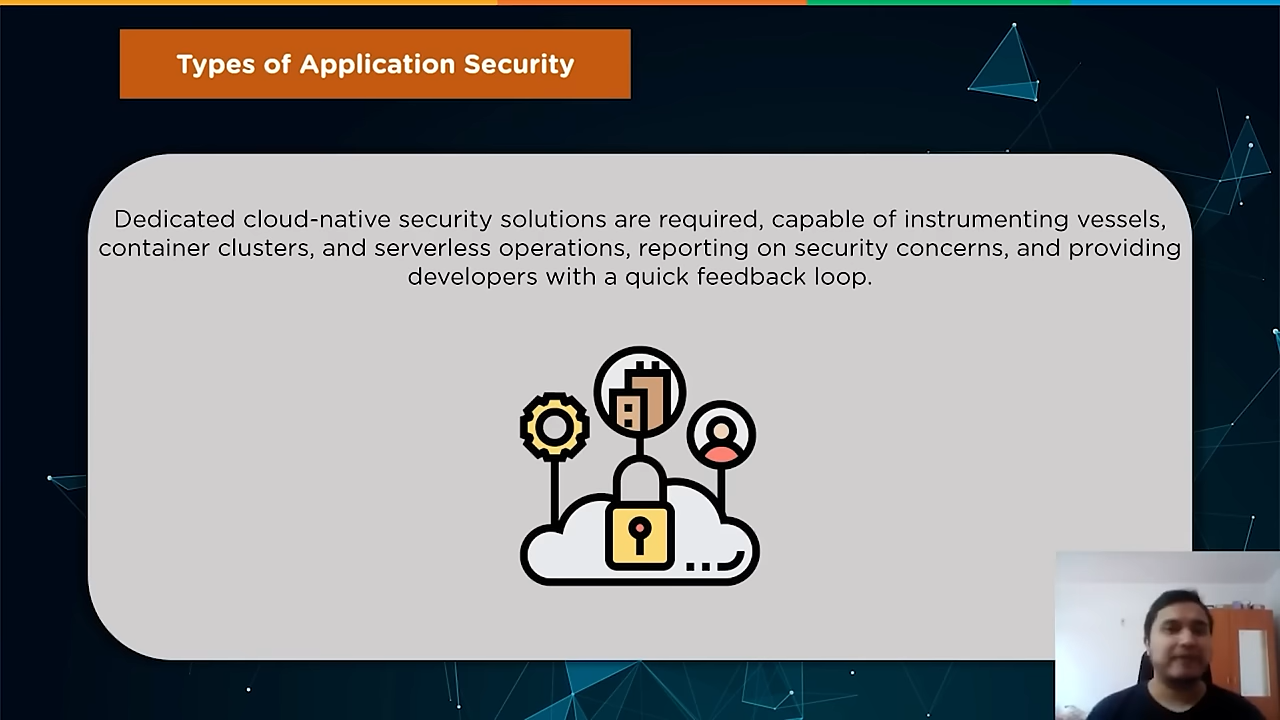 Types of Application Security
Dedicated cloud-native security solutions are required, capable of instrumenting vessels,
container clusters, and serverless operations, reporting on security concerns, and providing
developers with a quick feedback loop.